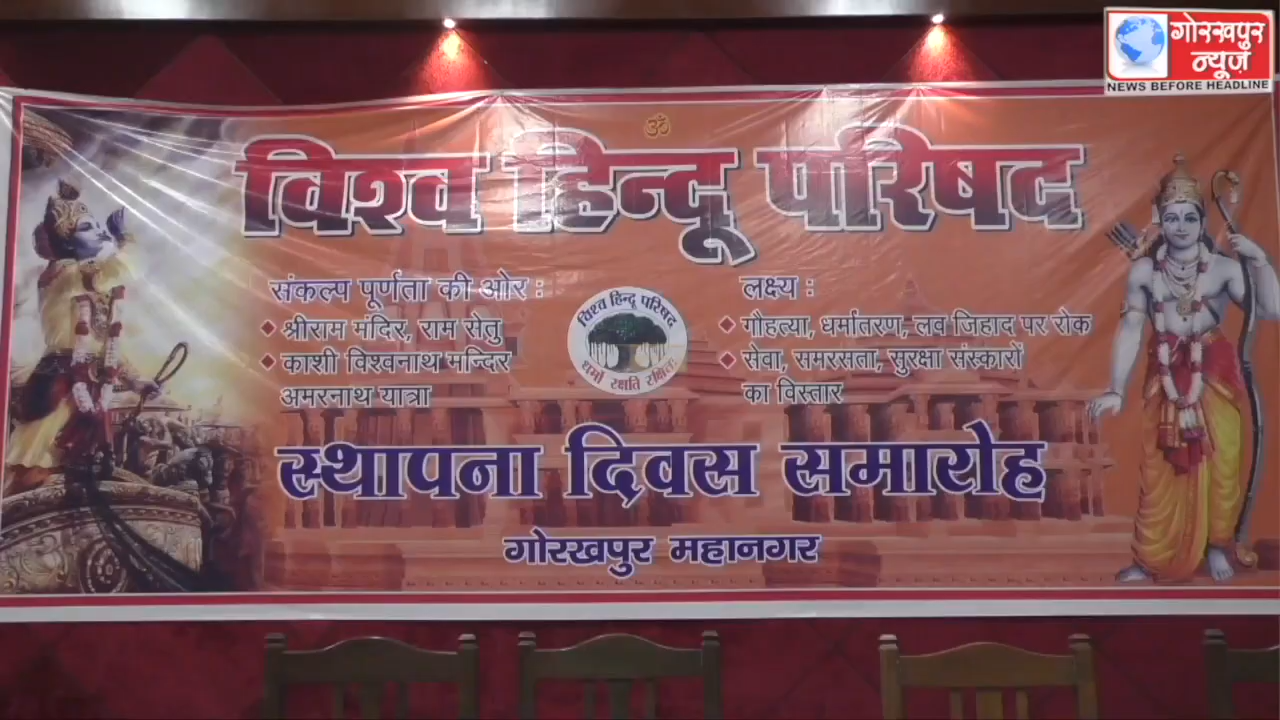 गोरखपुर
न्यूज़
NEWS BEFORE HEADLINE
ॐ
विश्व हिन्दू परिषद
संकल्प पूर्णता की ओर :
श्रीराम मंदिर, राम सेतु
काशी विश्वनाथ मन्दिर
अमरनाथ यात्रा
विश्व हिन्दू परिषद
धर्मो रक्षति रक्षितः
लक्ष्य :
गौहत्या, धर्मातरण, लव जिहाद पर रोक
सेवा, समरसता, सुरक्षा संस्कारों
का विस्तार
स्थापना दिवस समारोह
गोरखपुर महानगर